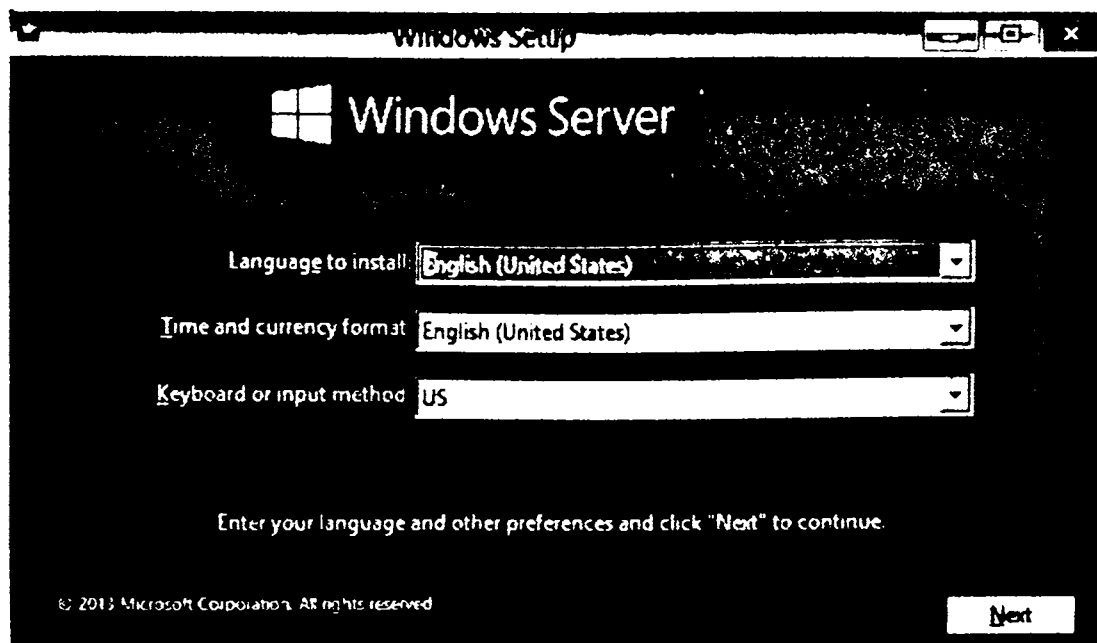 Windows Setup
Windows Server
Language to install: English (United States)
Time and currency format English (United States)
Keyboard or input method US
Enter your language and other preferences and click "Next" to continue.
© 2013 Microsoft Corporation. All rights reserved
Next